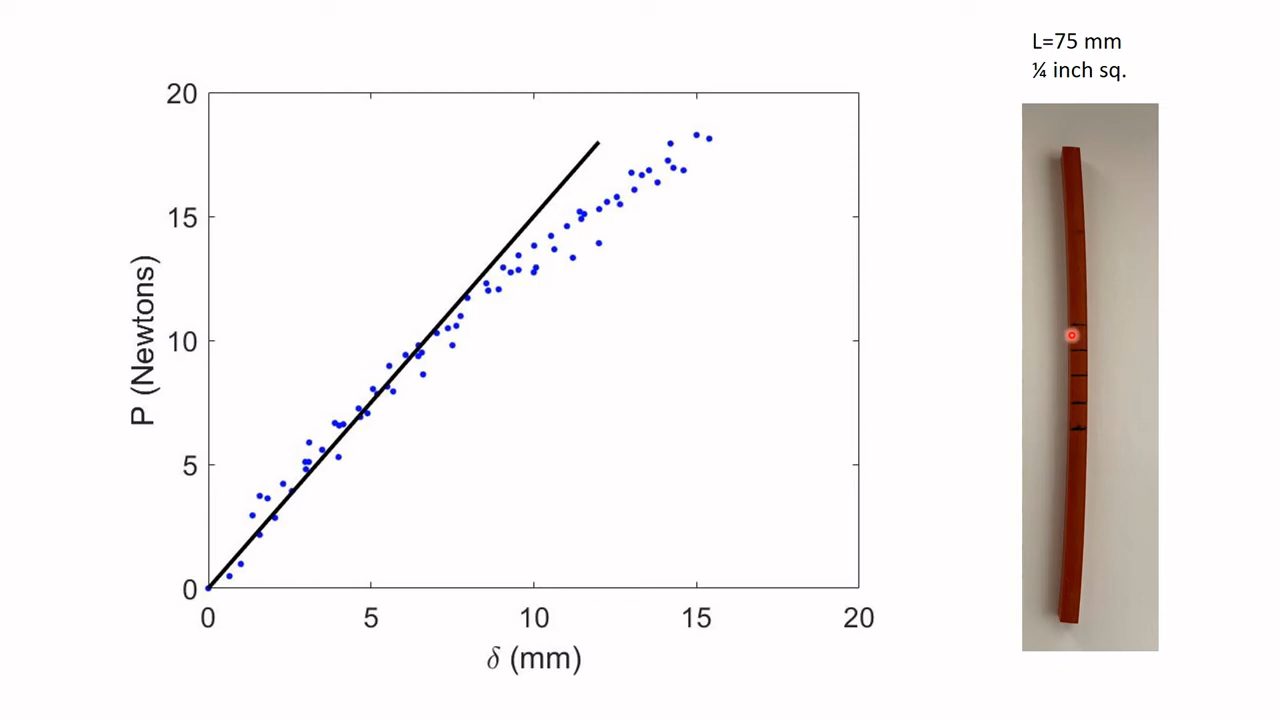 L=75 mm
¼ inch sq.
20
15
10
5
0
P (Newtons)
0 5 10 15 20
δ (mm)